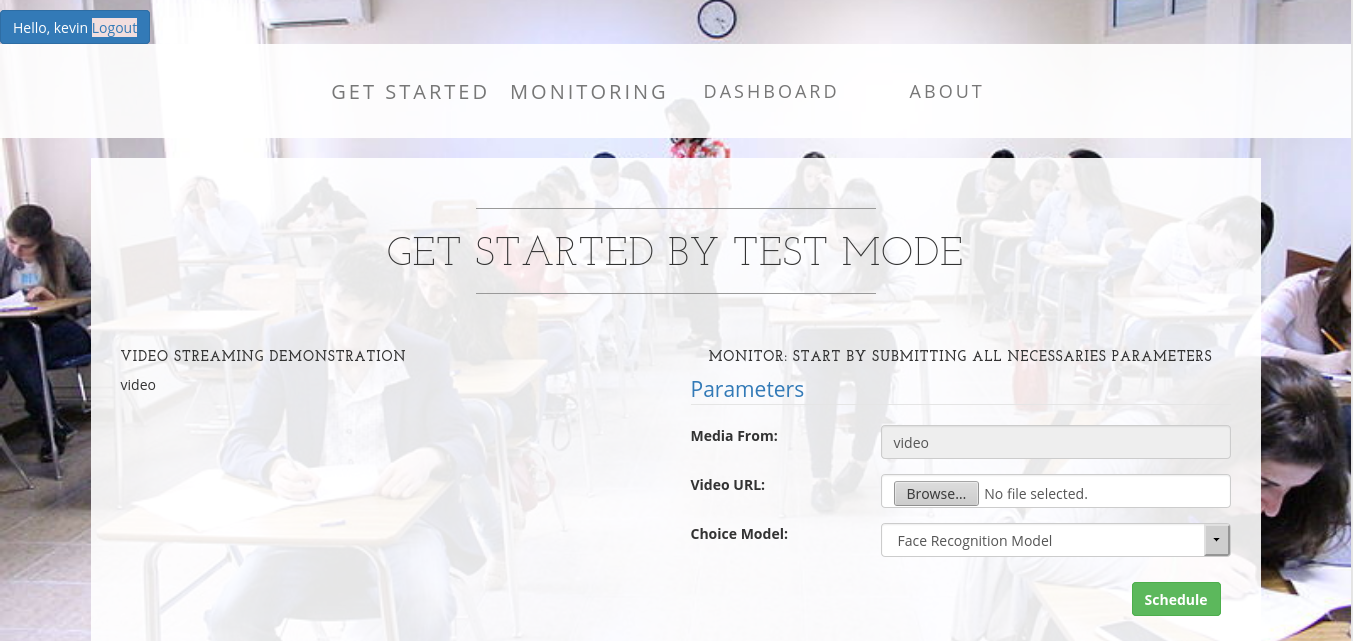 Hello, kevin Logout
GET STARTED MONITORING DASHBOARD ABOUT
GET STARTED BY TEST MODE
VIDEO STREAMING DEMONSTRATION
video
MONITOR: START BY SUBMITTING ALL NECESSARIES PARAMETERS
Parameters
Media From: video
Video URL: Browse... No file selected.
Choice Model: Face Recognition Model
Schedule